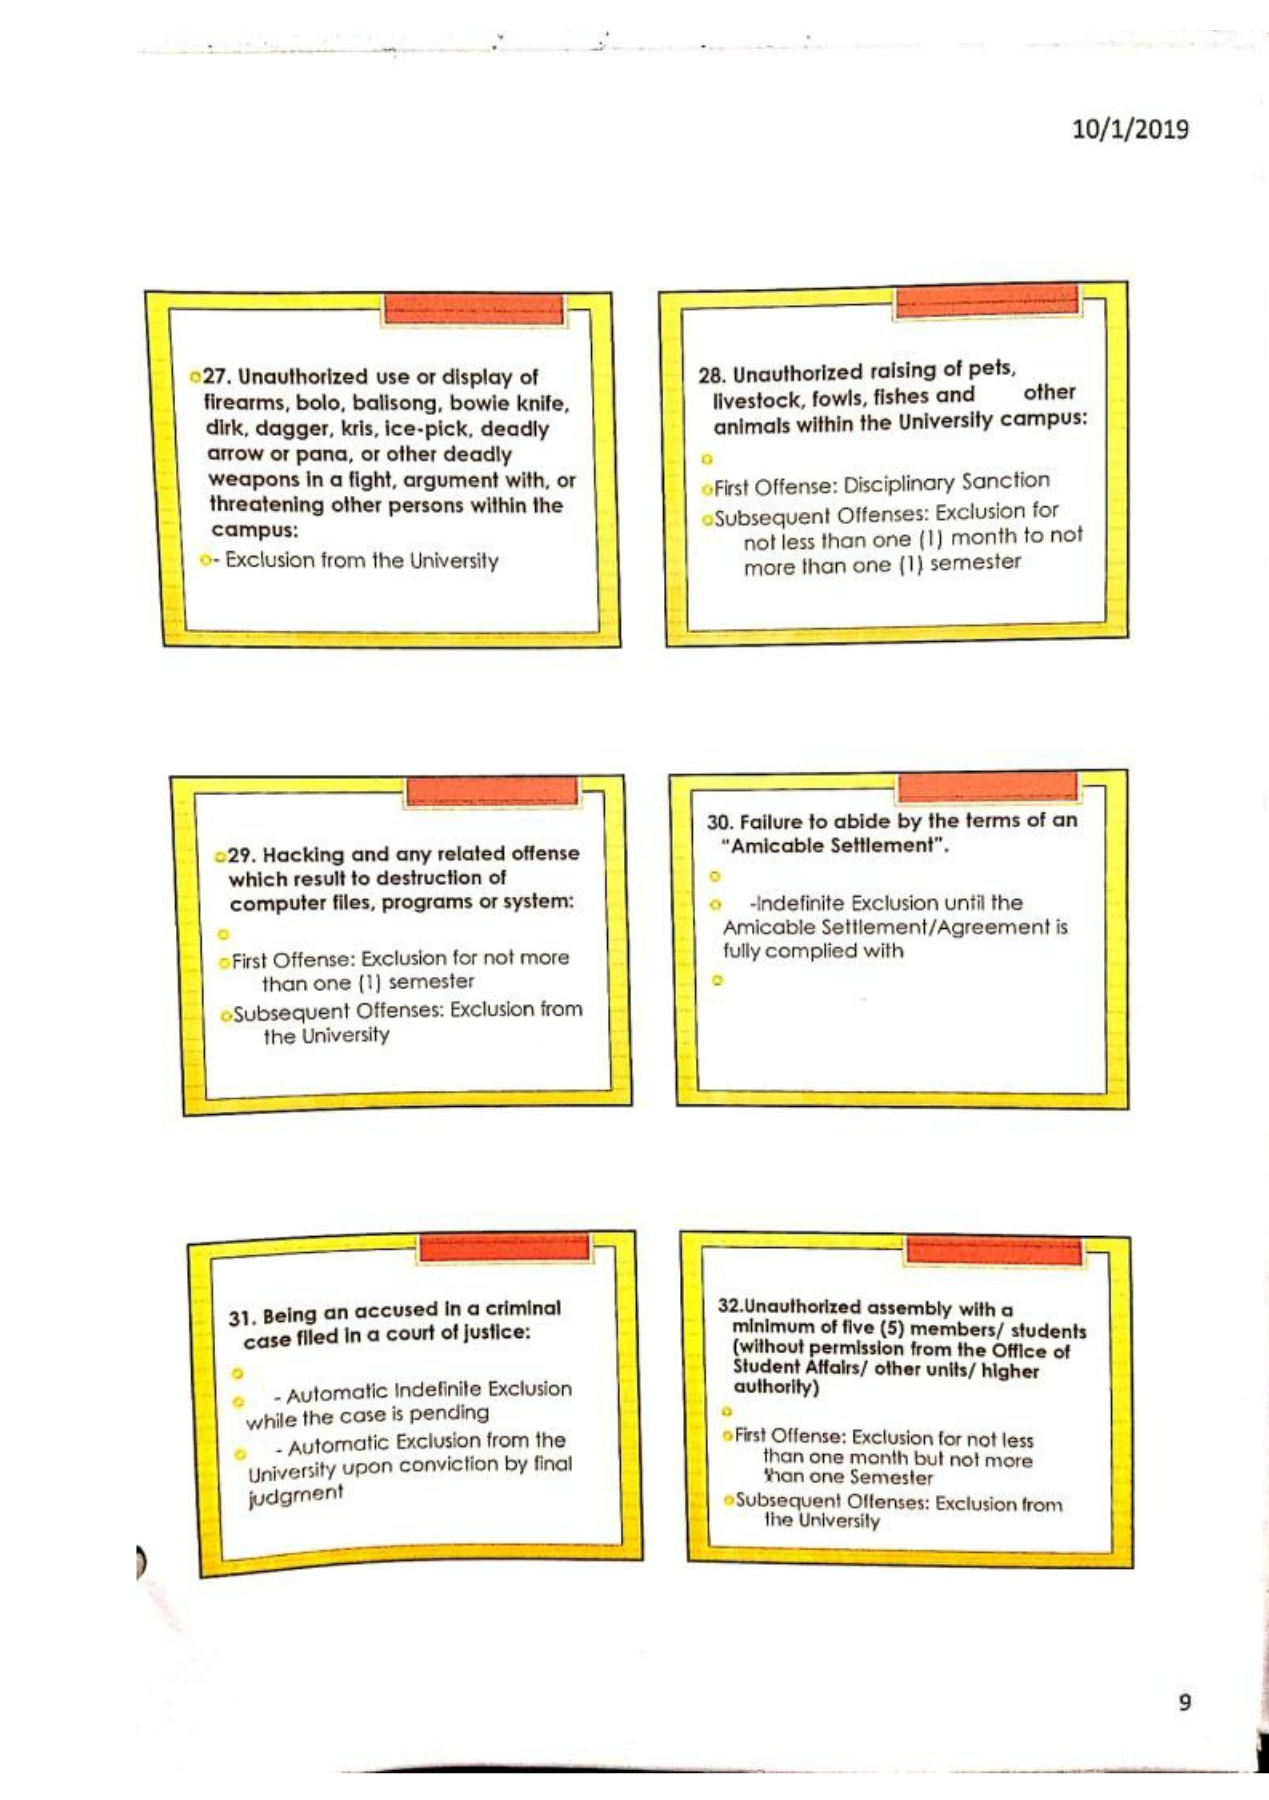 10/1/2019
27. Unauthorized use or display of
firearms, bolo, balisong, bowie knife,
dirk, dagger, kris, ice-pick, deadly
arrow or pana, or other deadly
weapons in a fight, argument with, or
threatening other persons within the
campus:
- Exclusion from the University
28. Unauthorized raising of pets,
livestock, fowls, fishes and other
animals within the University campus:
First Offense: Disciplinary Sanction
Subsequent Offenses: Exclusion for
not less than one (1) month to not
more than one (1) semester
29. Hacking and any related offense
which result to destruction of
computer files, programs or system:
First Offense: Exclusion for not more
than one (1) semester
Subsequent Offenses: Exclusion from
the University
30. Failure to abide by the terms of an
"Amicable Settlement".
-Indefinite Exclusion until the
Amicable Settlement/Agreement is
fully complied with
31. Being an accused in a criminal
case filed in a court of justice:
- Automatic Indefinite Exclusion
while the case is pending
- Automatic Exclusion from the
University upon conviction by final
judgment
32.Unauthorized assembly with a
minimum of five (5) members/ students
(without permission from the Office of
Student Affairs/ other units/ higher
authority)
First Offense: Exclusion for not less
than one month but not more
than one Semester
Subsequent Offenses: Exclusion from
the University
9